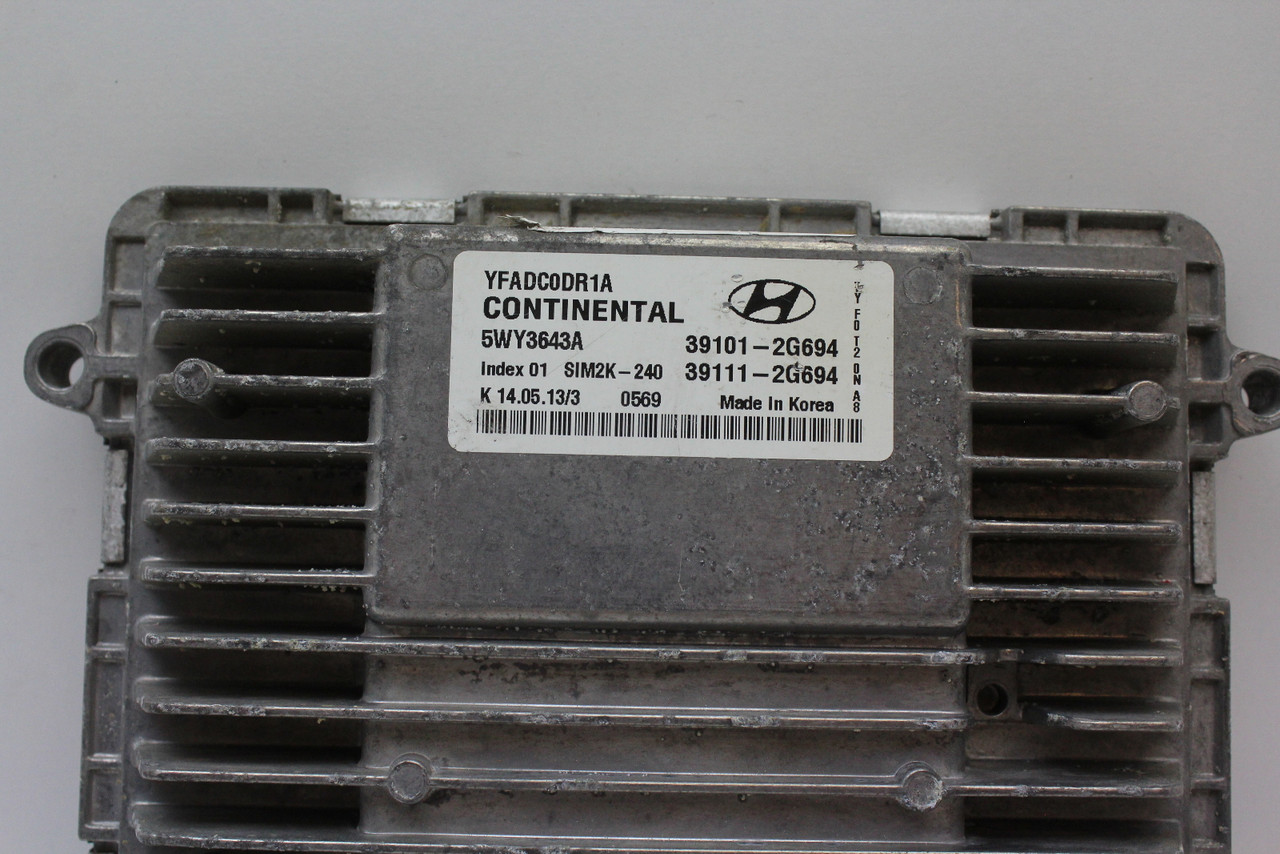 YFADC0DR1A
CONTINENTAL
5WY3643A
39101-2G694
Index 01 SIM2K-240
39111-2G694
K 14.05.13/3 0569 Made In Korea